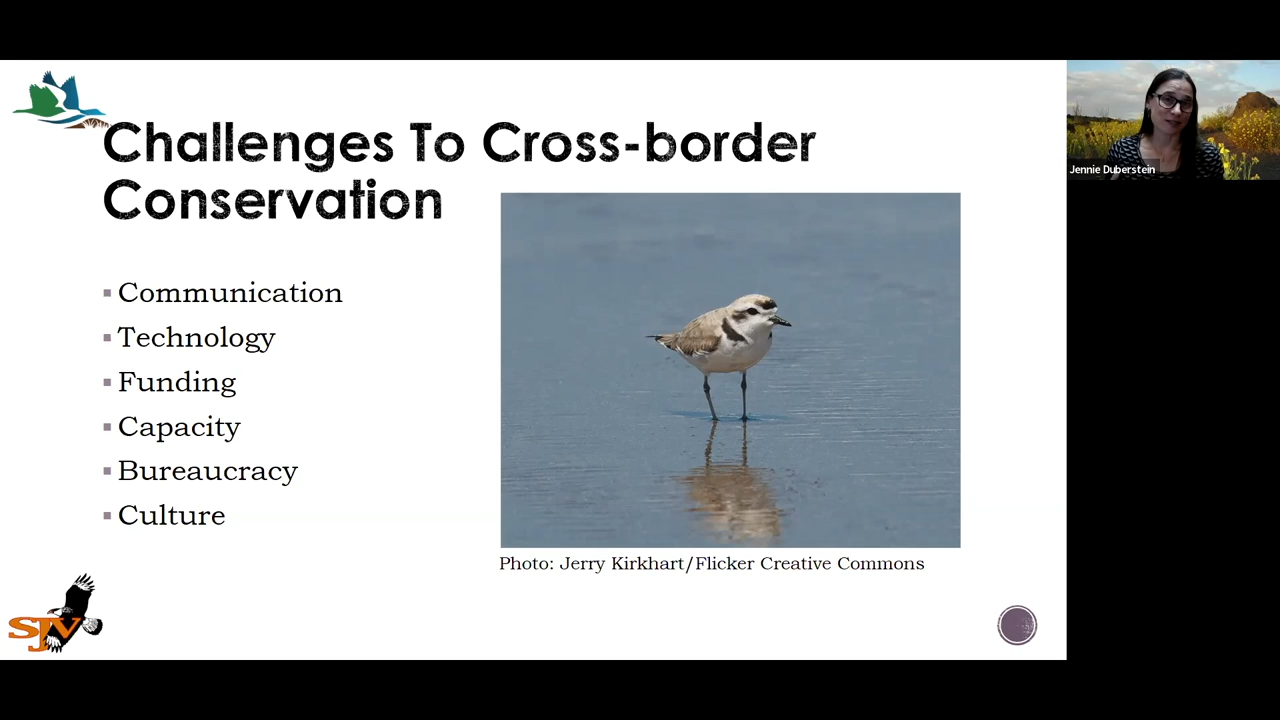 Challenges To Cross-border
Conservation
Communication
Technology
Funding
Capacity
Bureaucracy
Culture
Photo: Jerry Kirkhart/Flicker Creative Commons
SJV
Jennie Duberstein